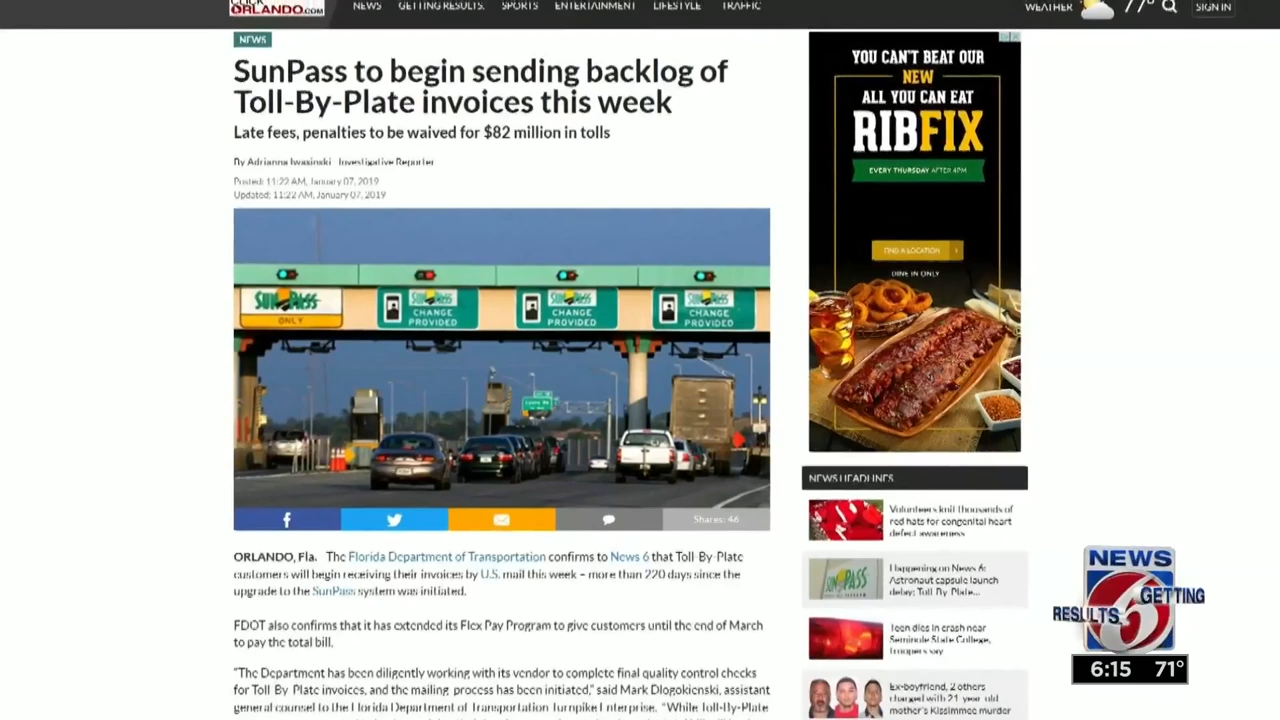 CLICK
ORLANDO.COM
NEWS GETTING RESULTS. SPORTS ENTERTAINMENT LIFESTYLE TRAFFIC
WEATHER 77° SIGN IN
NEWS
SunPass to begin sending backlog of
Toll-By-Plate invoices this week
Late fees, penalties to be waived for $82 million in tolls
By Adrianna Iwasinski Investigative Reporter
Posted: 11:22 AM, January 07, 2019
Updated: 11:22 AM, January 07, 2019
SUNPASS
ONLY
SUNPASS
CHANGE
PROVIDED
SUNPASS
CHANGE
PROVIDED
SUNPASS
CHANGE
PROVIDED
Shares: 46
ORLANDO, Fla. The Florida Department of Transportation confirms to News 6 that Toll-By-Plate
customers will begin receiving their invoices by U.S. mail this week – more than 220 days since the
upgrade to the SunPass system was initiated.
FDOT also confirms that it has extended its Flex Pay Program to give customers until the end of March
to pay the total bill.
"The Department has been diligently working with its vendor to complete final quality control checks
for Toll-By-Plate invoices, and the mailing process has been initiated," said Mark Dlogokienski, assistant
general counsel to the Florida Department of Transportation Turnpike Enterprise. "While Toll-By-Plate
YOU CAN'T BEAT OUR
NEW
ALL YOU CAN EAT
RIBFIX
EVERY THURSDAY AFTER 4PM
FIND A LOCATION
DINE IN ONLY
NEWS HEADLINES
Volunteers knit thousands of
red hats for congenital heart
defect awareness
SUNPASS
Happening on News 6:
Astronaut capsule launch
delay; Toll-By-Plate...
Teen dies in crash near
Seminole State College,
troopers say
Ex-boyfriend, 2 others
charged with 21-year-old
mother's Kissimmee murder
NEWS
6
GETTING
RESULTS
6:15 71°